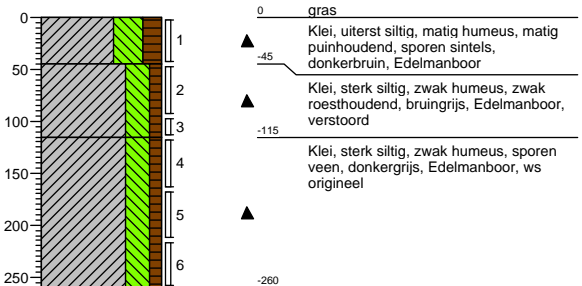 0
50
100
150
200
250
1
2
3
4
5
6
0
gras
Klei, uiterst siltig, matig humeus, matig
puinhoudend, sporen sintels,
donkerbruin, Edelmanboor
-45
Klei, sterk siltig, zwak humeus, zwak
roesthoudend, bruingrijs, Edelmanboor,
verstoord
-115
Klei, sterk siltig, zwak humeus, sporen
veen, donkergrijs, Edelmanboor, ws
origineel
-260